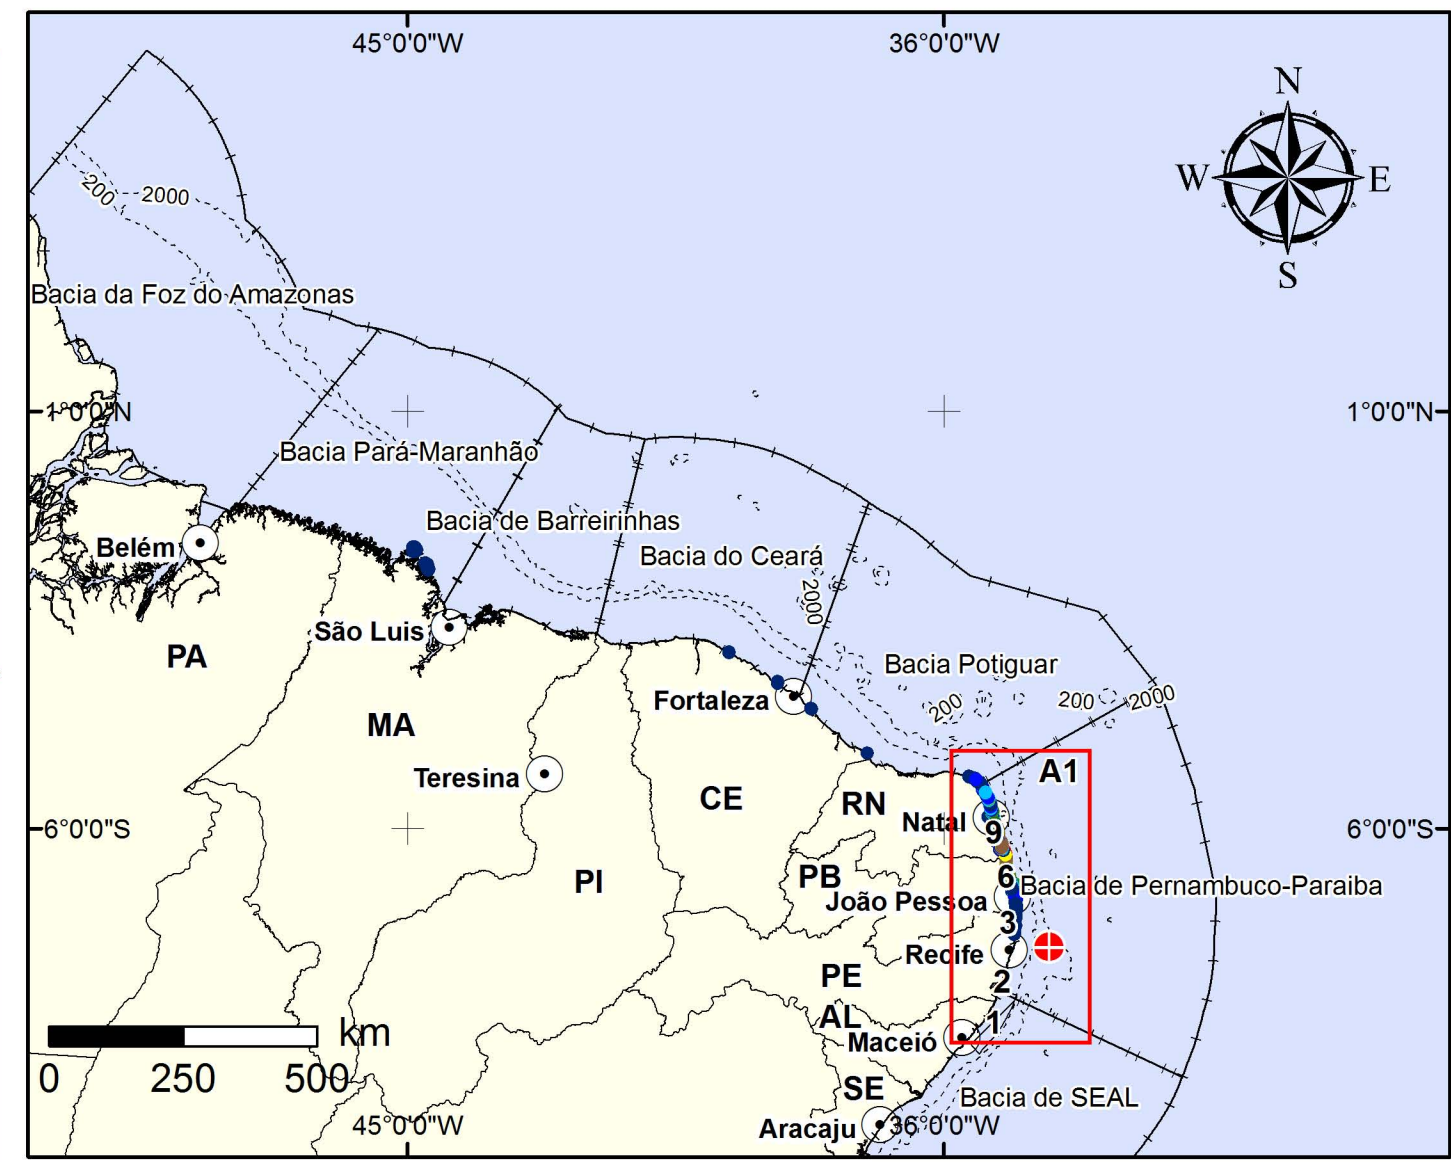 45°0'0"W
36°0'0"W
N
W
E
S
200
2000
Bacia da Foz do Amazonas
1°0'0"N
1°0'0"N
Bacia Pará-Maranhão
Bacia de Barreirinhas
Belém
Bacia do Ceará
2000
São Luis
PA
Bacia Potiguar
Fortaleza
200
200
2000
MA
Teresina
A1
CE
RN
Natal
9
6°0'0"S
6°0'0"S
PI
PB
6
Bacia de Pernambuco-Paraiba
João Pessoa
3
Recife
PE
2
AL
1
Maceió
km
0
250
500
SE
Bacia de SEAL
Aracaju
45°0'0"W
36°0'0"W